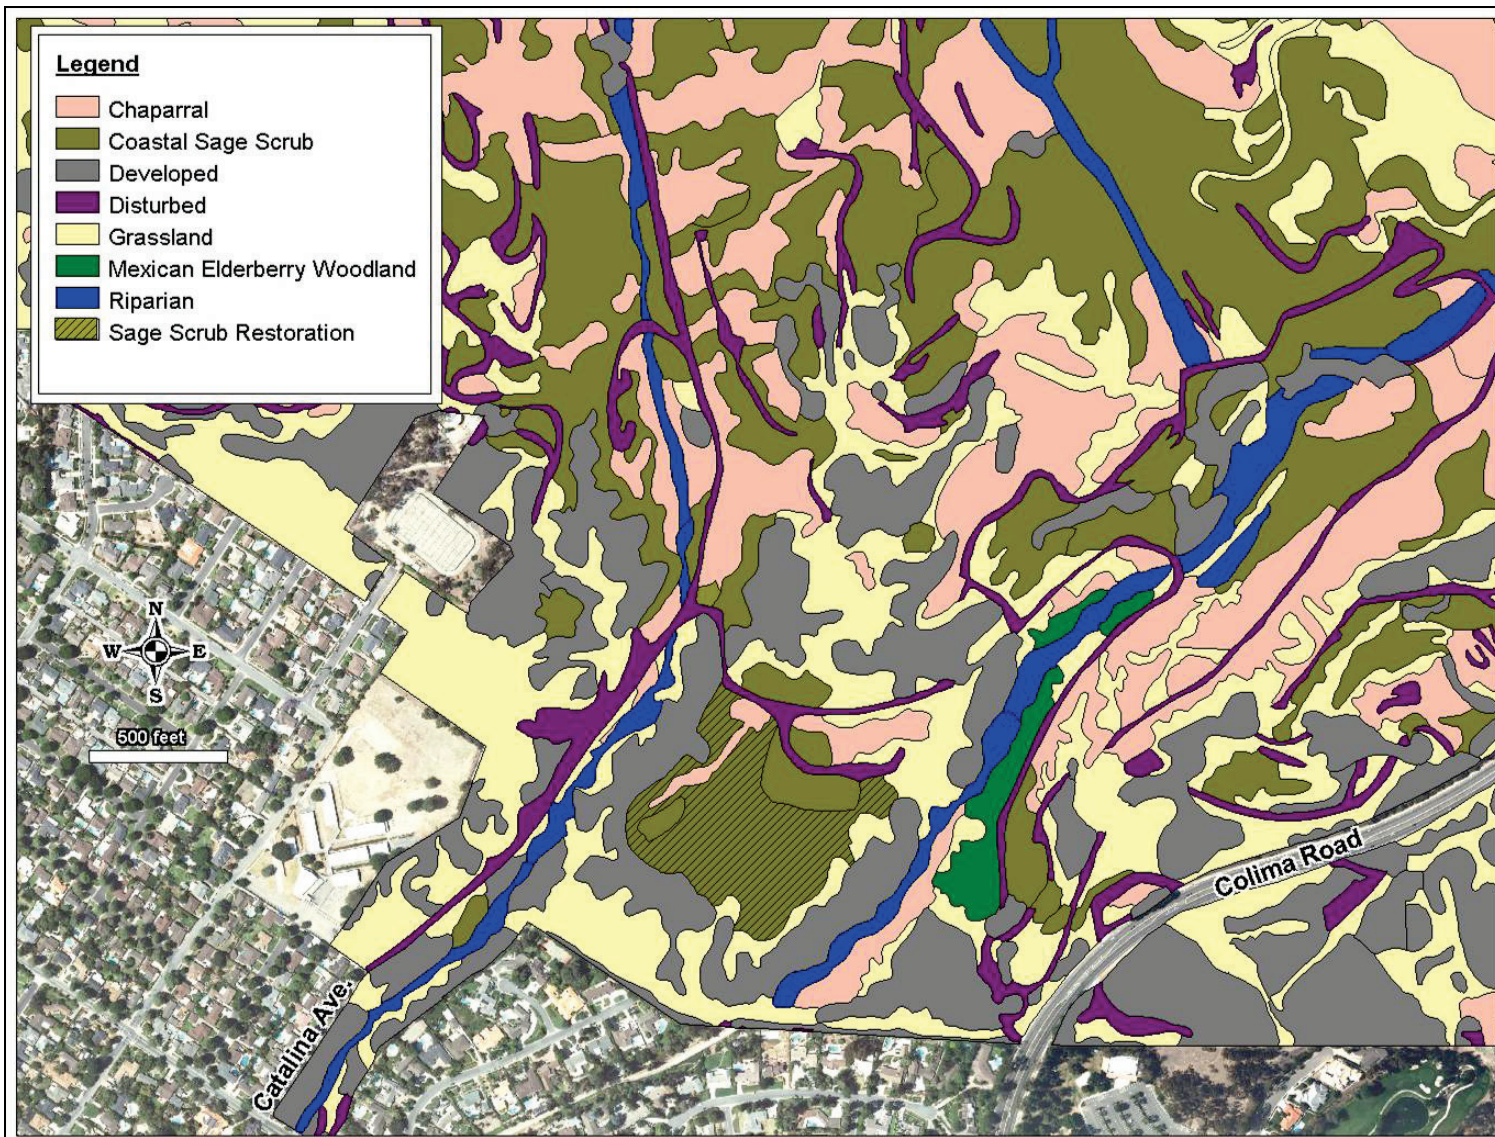 Legend
Chaparral
Coastal Sage Scrub
Developed
Disturbed
Grassland
Mexican Elderberry Woodland
Riparian
Sage Scrub Restoration
N
W E
S
500 feet
Colima Road
Catalina Ave.